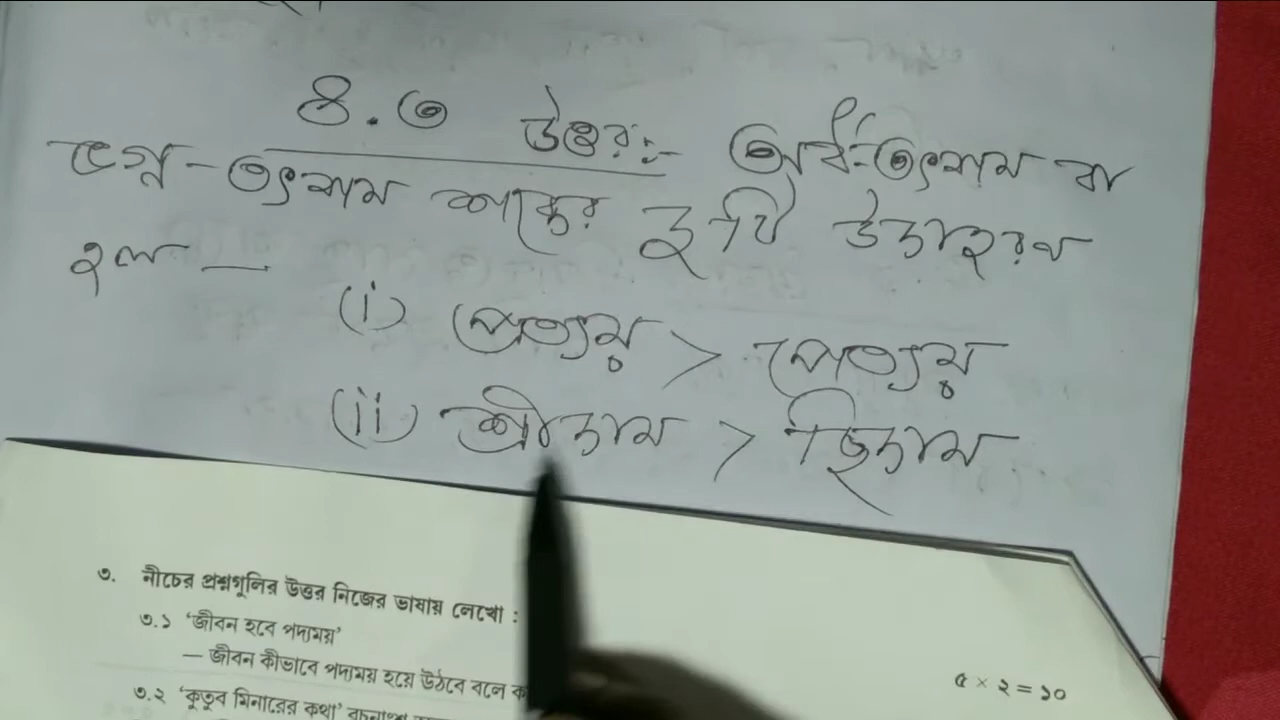 ৪.৩ উত্তর:- অর্ধ-তৎসম বা
ভগ্ন-তৎসম শব্দের দুটি উদাহরণ
হল —
(i) প্রত্যয় > পেত্যয়
(ii) শ্রীদাম > ছিদাম
৩. নীচের প্রশ্নগুলির উত্তর নিজের ভাষায় লেখো :
৩.১ 'জীবন হবে পদ্যময়'
— জীবন কীভাবে পদ্যময় হয়ে উঠবে বলে
৫ × ২ = ১০
৩.২ 'কুতুব মিনারের কথা'